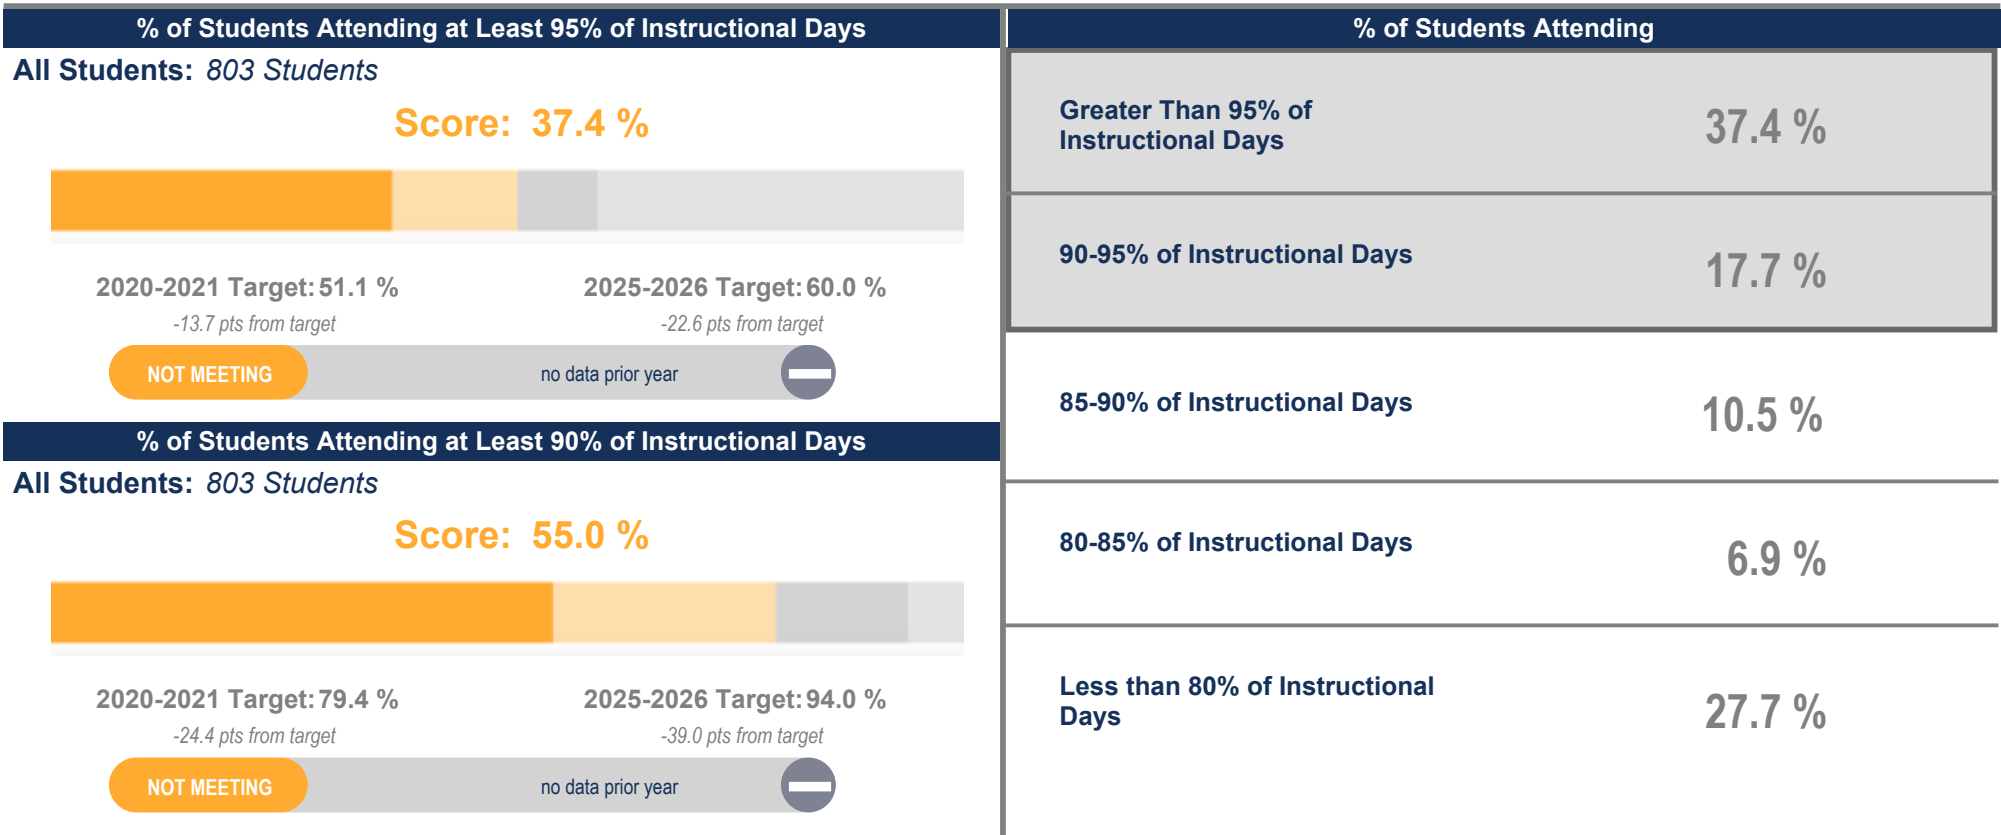 % of Students Attending at Least 95% of Instructional Days
All Students: 803 Students
Score: 37.4 %
2020-2021 Target: 51.1 %
-13.7 pts from target
2025-2026 Target: 60.0 %
-22.6 pts from target
NOT MEETING
no data prior year
% of Students Attending at Least 90% of Instructional Days
All Students: 803 Students
Score: 55.0 %
2020-2021 Target: 79.4 %
-24.4 pts from target
2025-2026 Target: 94.0 %
-39.0 pts from target
NOT MEETING
no data prior year
% of Students Attending
Greater Than 95% of
Instructional Days
37.4 %
90-95% of Instructional Days
17.7 %
85-90% of Instructional Days
10.5 %
80-85% of Instructional Days
6.9 %
Less than 80% of Instructional
Days
27.7 %